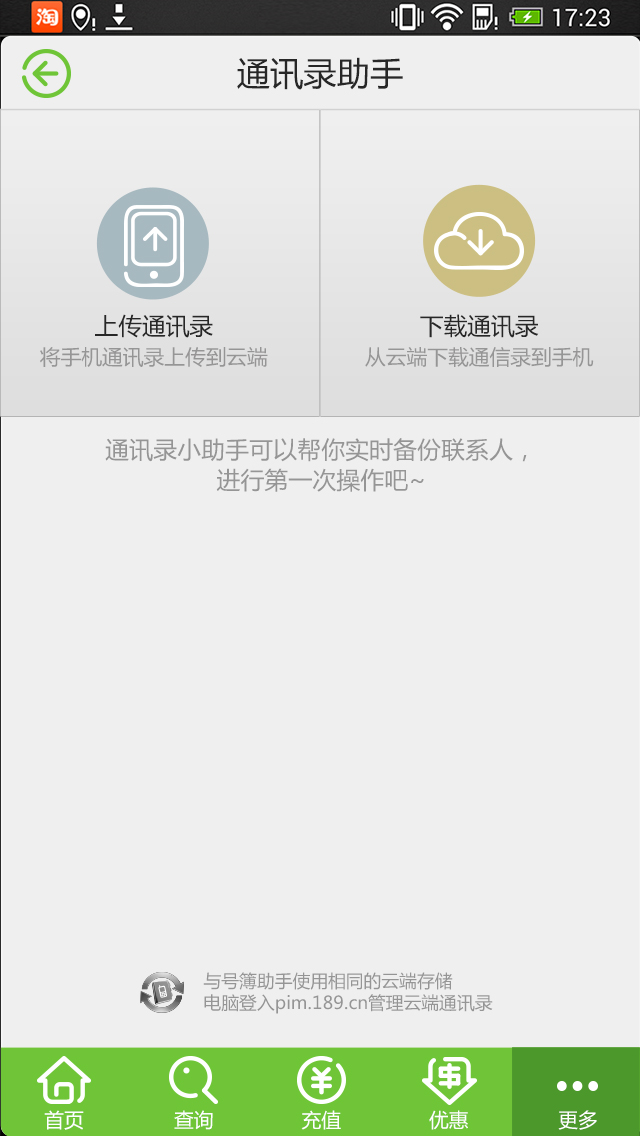 淘 17:23
通讯录助手
上传通讯录
将手机通讯录上传到云端
下载通讯录
从云端下载通信录到手机
通讯录小助手可以帮你实时备份联系人，
进行第一次操作吧~
与号簿助手使用相同的云端存储
电脑登入pim.189.cn管理云端通讯录
首页 查询 充值 优惠 更多